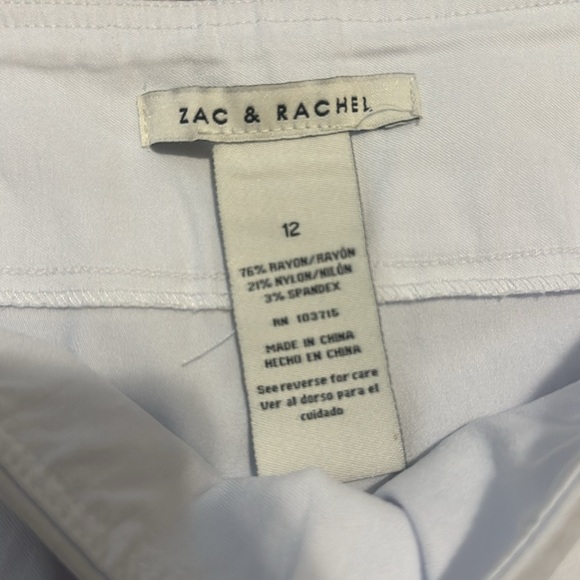 ZAC & RACHEL
12
76% RAYON/RAYÓN
21% NYLON/NILÓN
3% SPANDEX
RN 103715
MADE IN CHINA
HECHO EN CHINA
See reverse for care
Ver al dorso para el
cuidado